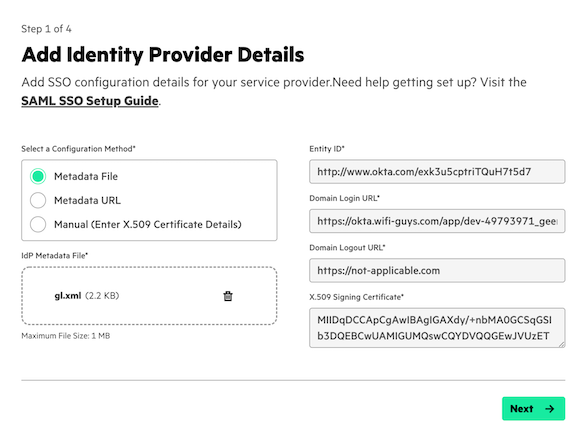 Step 1 of 4
Add Identity Provider Details
Add SSO configuration details for your service provider.Need help getting set up? Visit the
SAML SSO Setup Guide.
Select a Configuration Method*
Metadata File
Metadata URL
Manual (Enter X.509 Certificate Details)
IdP Metadata File*
gl.xml (2.2 KB)
Maximum File Size: 1 MB
Entity ID*
http://www.okta.com/exk3u5cptriTQuH7t5d7
Domain Login URL*
https://okta.wifi-guys.com/app/dev-49793971_gee
Domain Logout URL*
https://not-applicable.com
X.509 Signing Certificate*
MIIDqDCCApCgAwIBAgIGAXdy/+nbMA0GCSqGSI
b3DQEBCwUAMIGUMQswCQYDVQQGEwJVUzET
Next